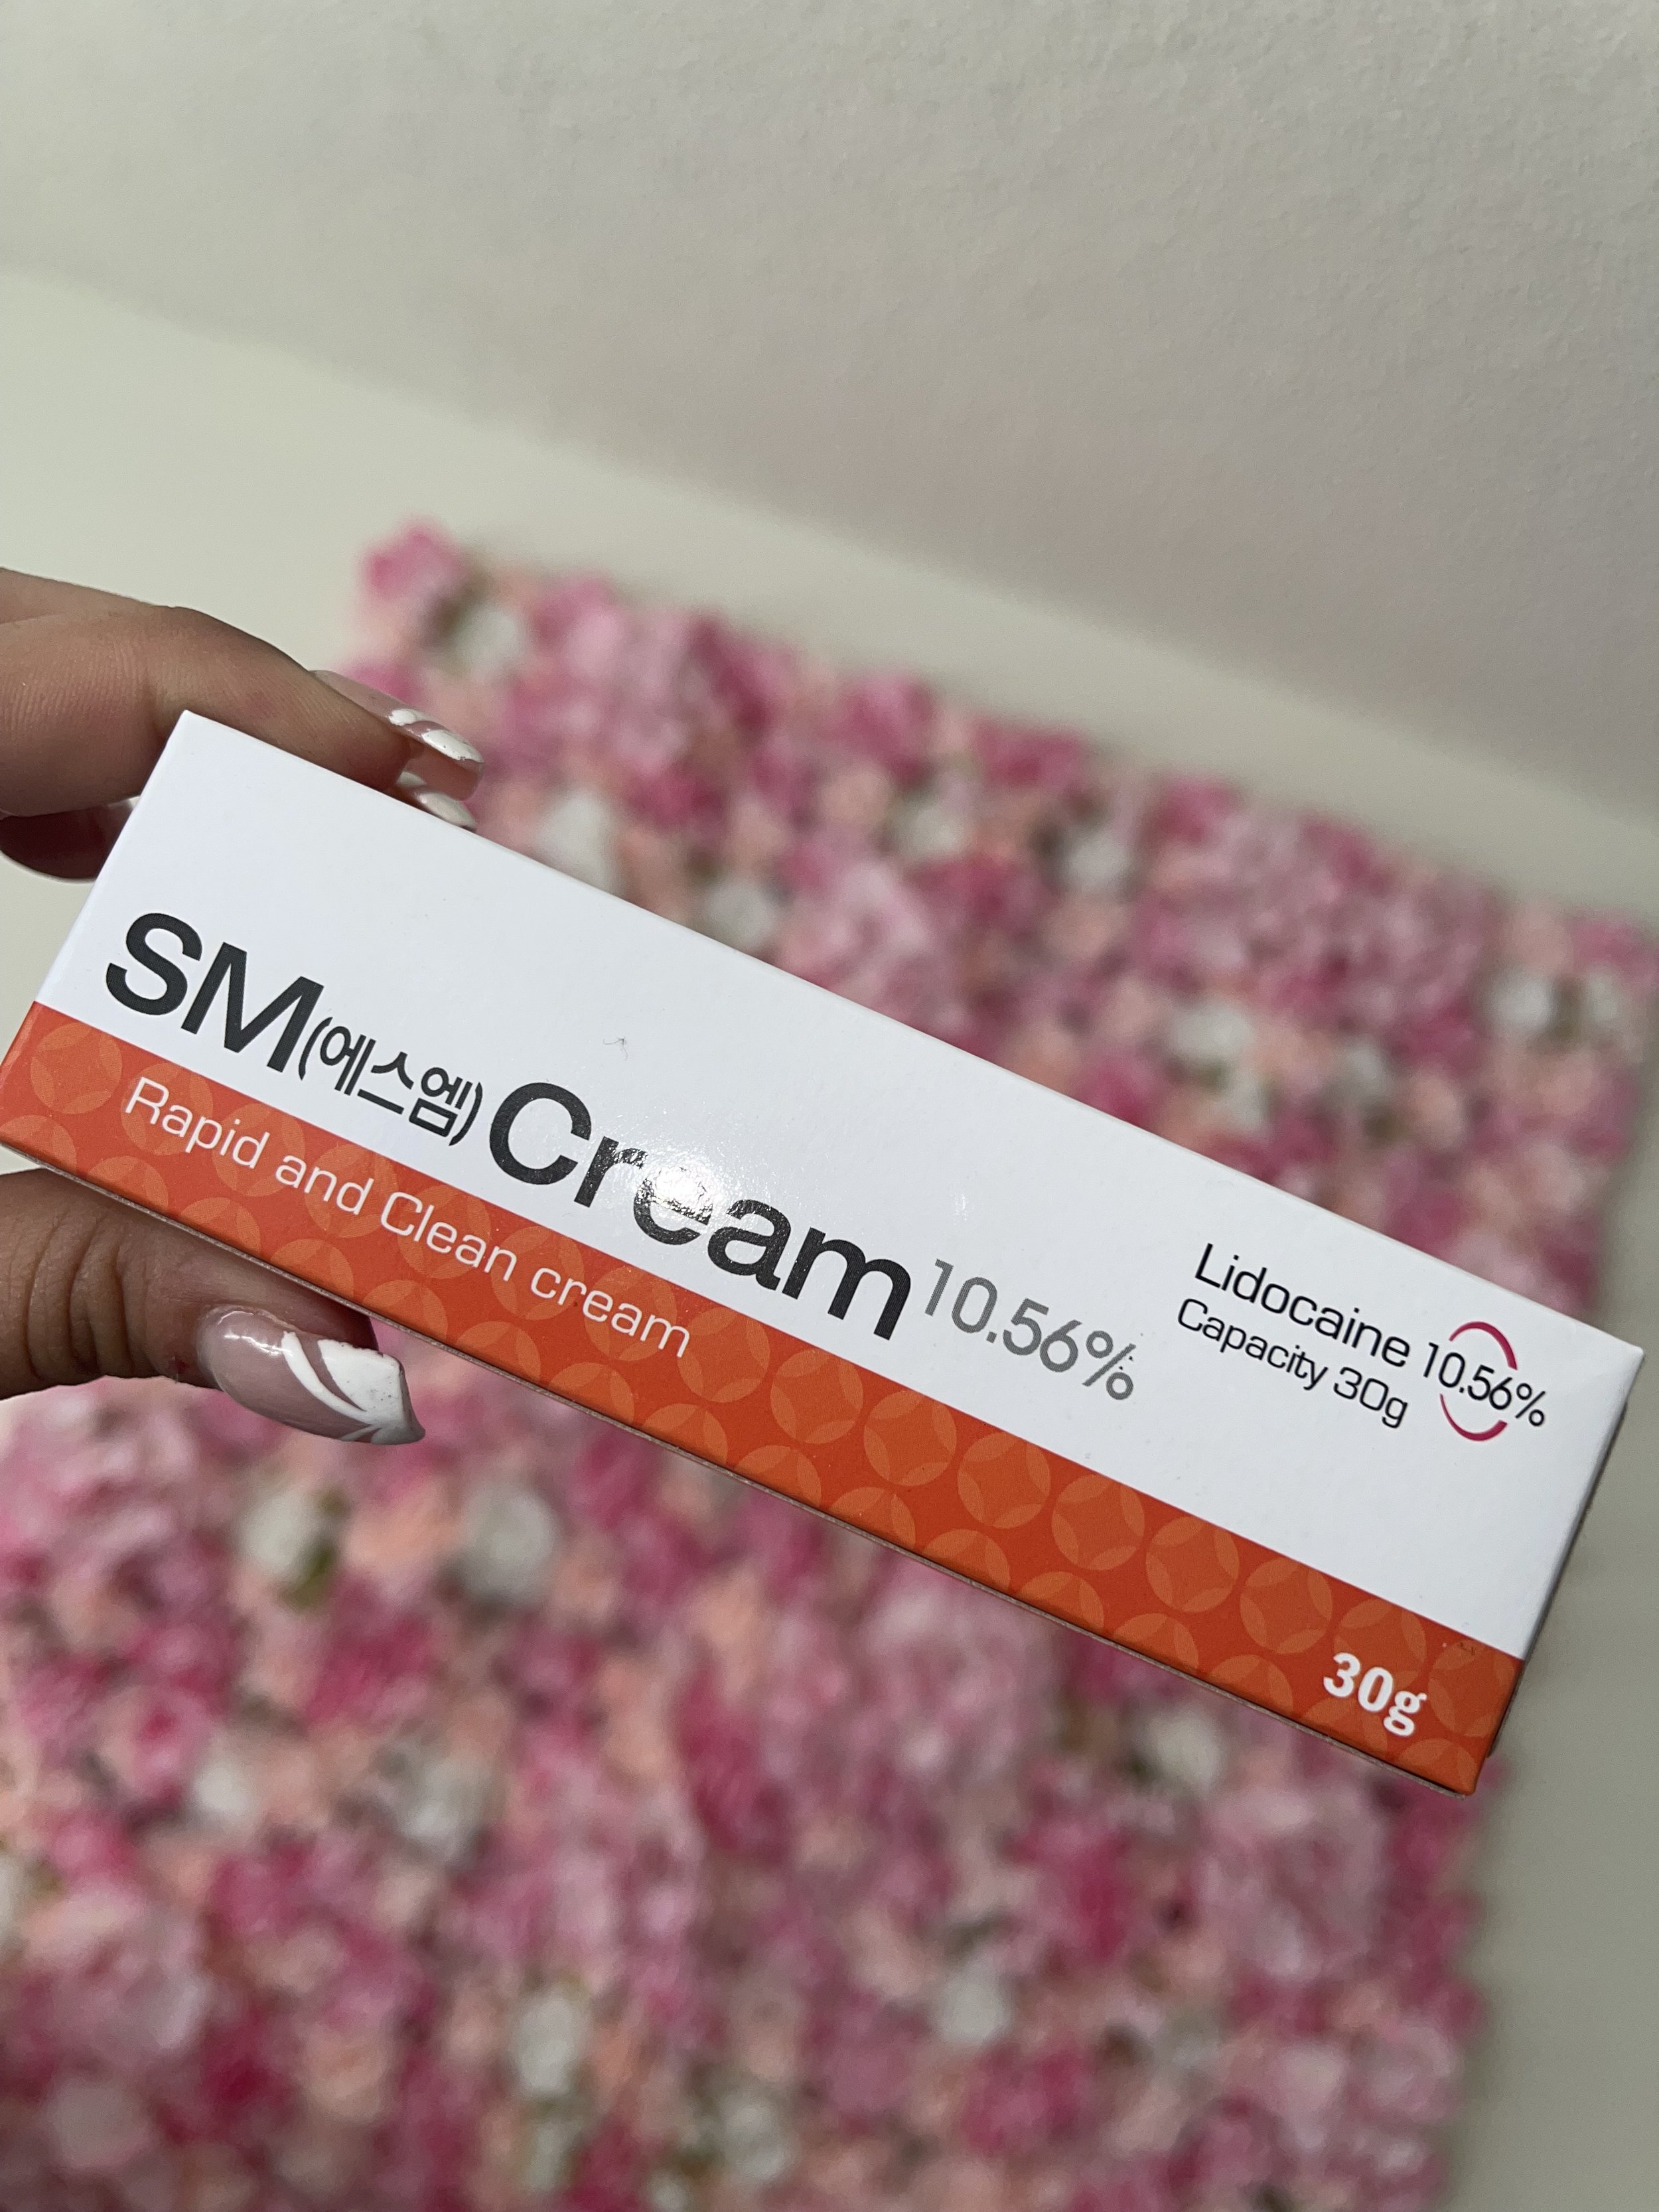 SM(에스엠) Cream 10.56%
Rapid and Clean cream
Lidocaine 10.56%
Capacity 30g
30g